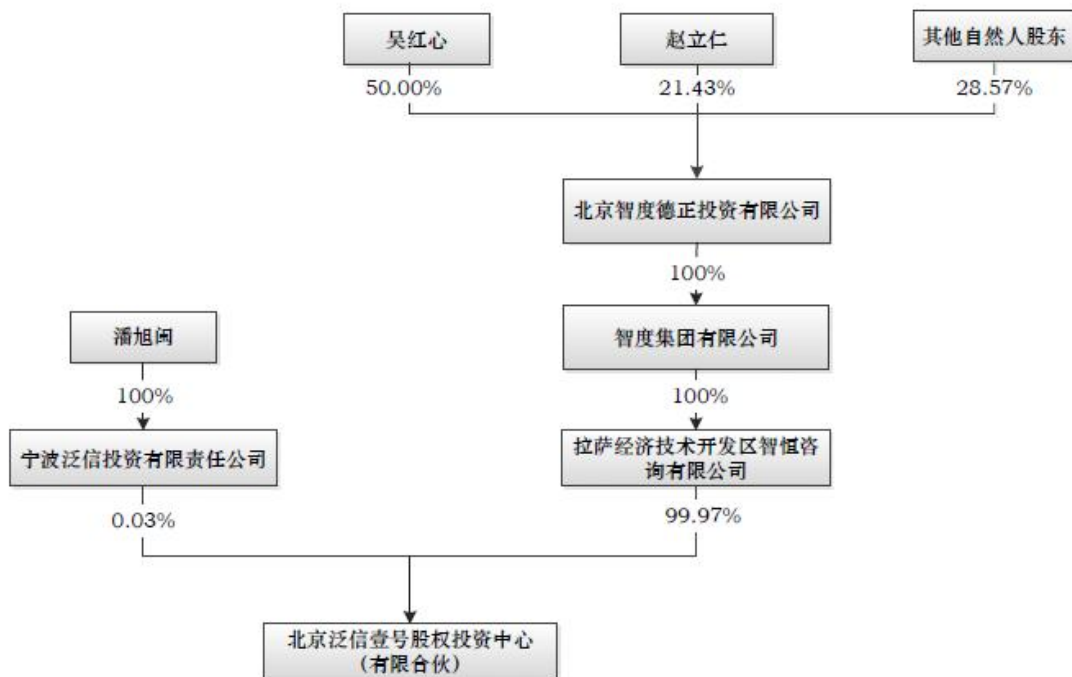 吴红心
赵立仁
其他自然人股东
50.00%
21.43%
28.57%
北京智度德正投资有限公司
100%
潘旭闽
智度集团有限公司
100%
100%
宁波泛信投资有限责任公司
拉萨经济技术开发区智恒咨
询有限公司
0.03%
99.97%
北京泛信壹号股权投资中心
(有限合伙)